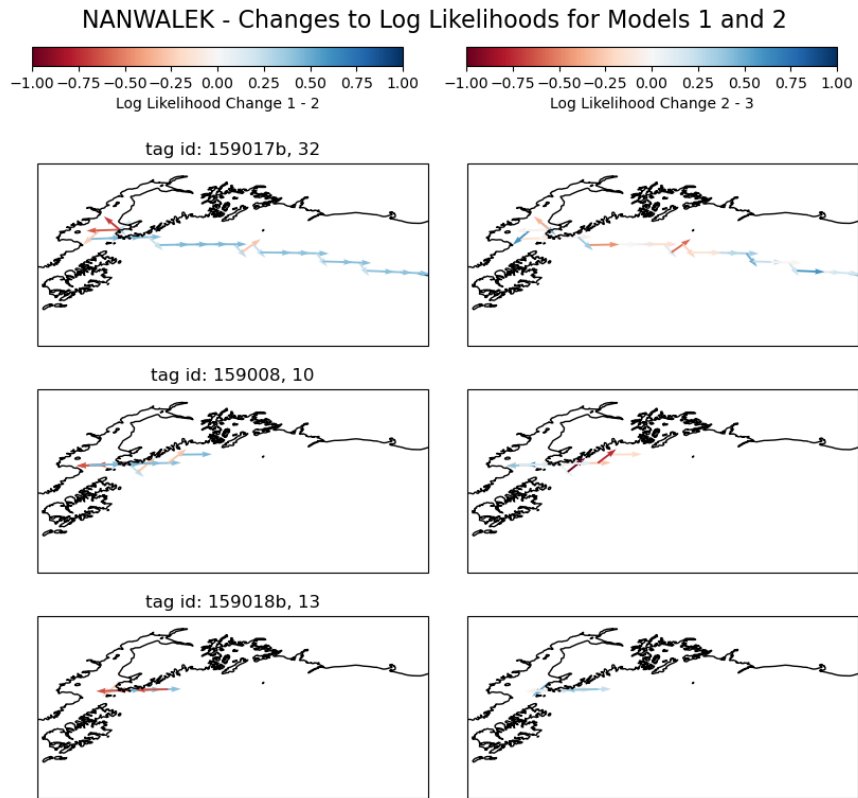 NANWALEK - Changes to Log Likelihoods for Models 1 and 2
−1.00 −0.75 −0.50 −0.25 0.00 0.25 0.50 0.75 1.00
Log Likelihood Change 1 - 2
−1.00 −0.75 −0.50 −0.25 0.00 0.25 0.50 0.75 1.00
Log Likelihood Change 2 - 3
tag id: 159017b, 32
tag id: 159008, 10
tag id: 159018b, 13